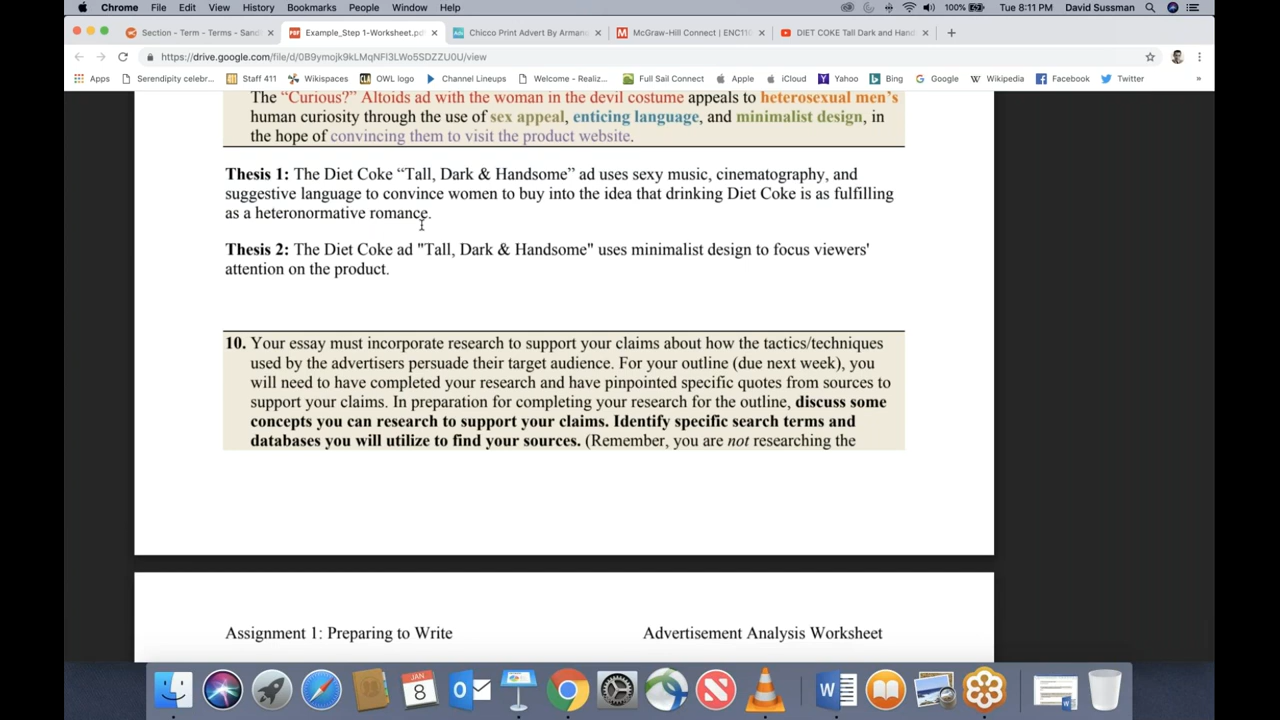 Chrome File Edit View History Bookmarks People Window Help 100% Tue 8:11 PM David Sussman
Section - Term - Terms - Sand
Example_Step 1-Worksheet.pdf
Chicco Print Advert By Arman
McGraw-Hill Connect | ENC11
DIET COKE Tall Dark and Hand
https://drive.google.com/file/d/0B9ymojk9kLMqNFI3LWo5SDZZU0U/view
Apps Serendipity celebr... Staff 411 Wikispaces OWL logo Channel Lineups Welcome - Realiz... Full Sail Connect Apple iCloud Yahoo Bing Google Wikipedia Facebook Twitter »
The “Curious?” Altoids ad with the woman in the devil costume appeals to heterosexual men’s
human curiosity through the use of sex appeal, enticing language, and minimalist design, in
the hope of convincing them to visit the product website.
Thesis 1: The Diet Coke “Tall, Dark & Handsome” ad uses sexy music, cinematography, and
suggestive language to convince women to buy into the idea that drinking Diet Coke is as fulfilling
as a heteronormative romance.
Thesis 2: The Diet Coke ad "Tall, Dark & Handsome" uses minimalist design to focus viewers'
attention on the product.
10. Your essay must incorporate research to support your claims about how the tactics/techniques
used by the advertisers persuade their target audience. For your outline (due next week), you
will need to have completed your research and have pinpointed specific quotes from sources to
support your claims. In preparation for completing your research for the outline, discuss some
concepts you can research to support your claims. Identify specific search terms and
databases you will utilize to find your sources. (Remember, you are not researching the
Assignment 1: Preparing to Write
Advertisement Analysis Worksheet
JAN
8